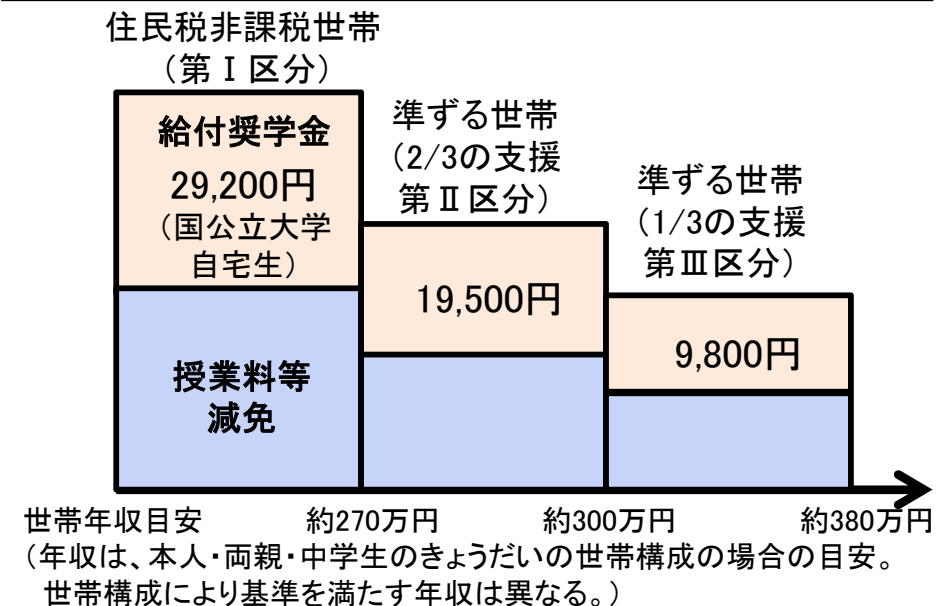 住民税非課税世帯
（第Ⅰ区分）
給付奨学金
29,200円
（国公立大学
自宅生）
授業料等
減免
準ずる世帯
（2/3の支援
第Ⅱ区分）
19,500円
準ずる世帯
（1/3の支援
第Ⅲ区分）
9,800円
世帯年収目安 約270万円 約300万円 約380万円
（年収は、本人・両親・中学生のきょうだいの世帯構成の場合の目安。
世帯構成により基準を満たす年収は異なる。）